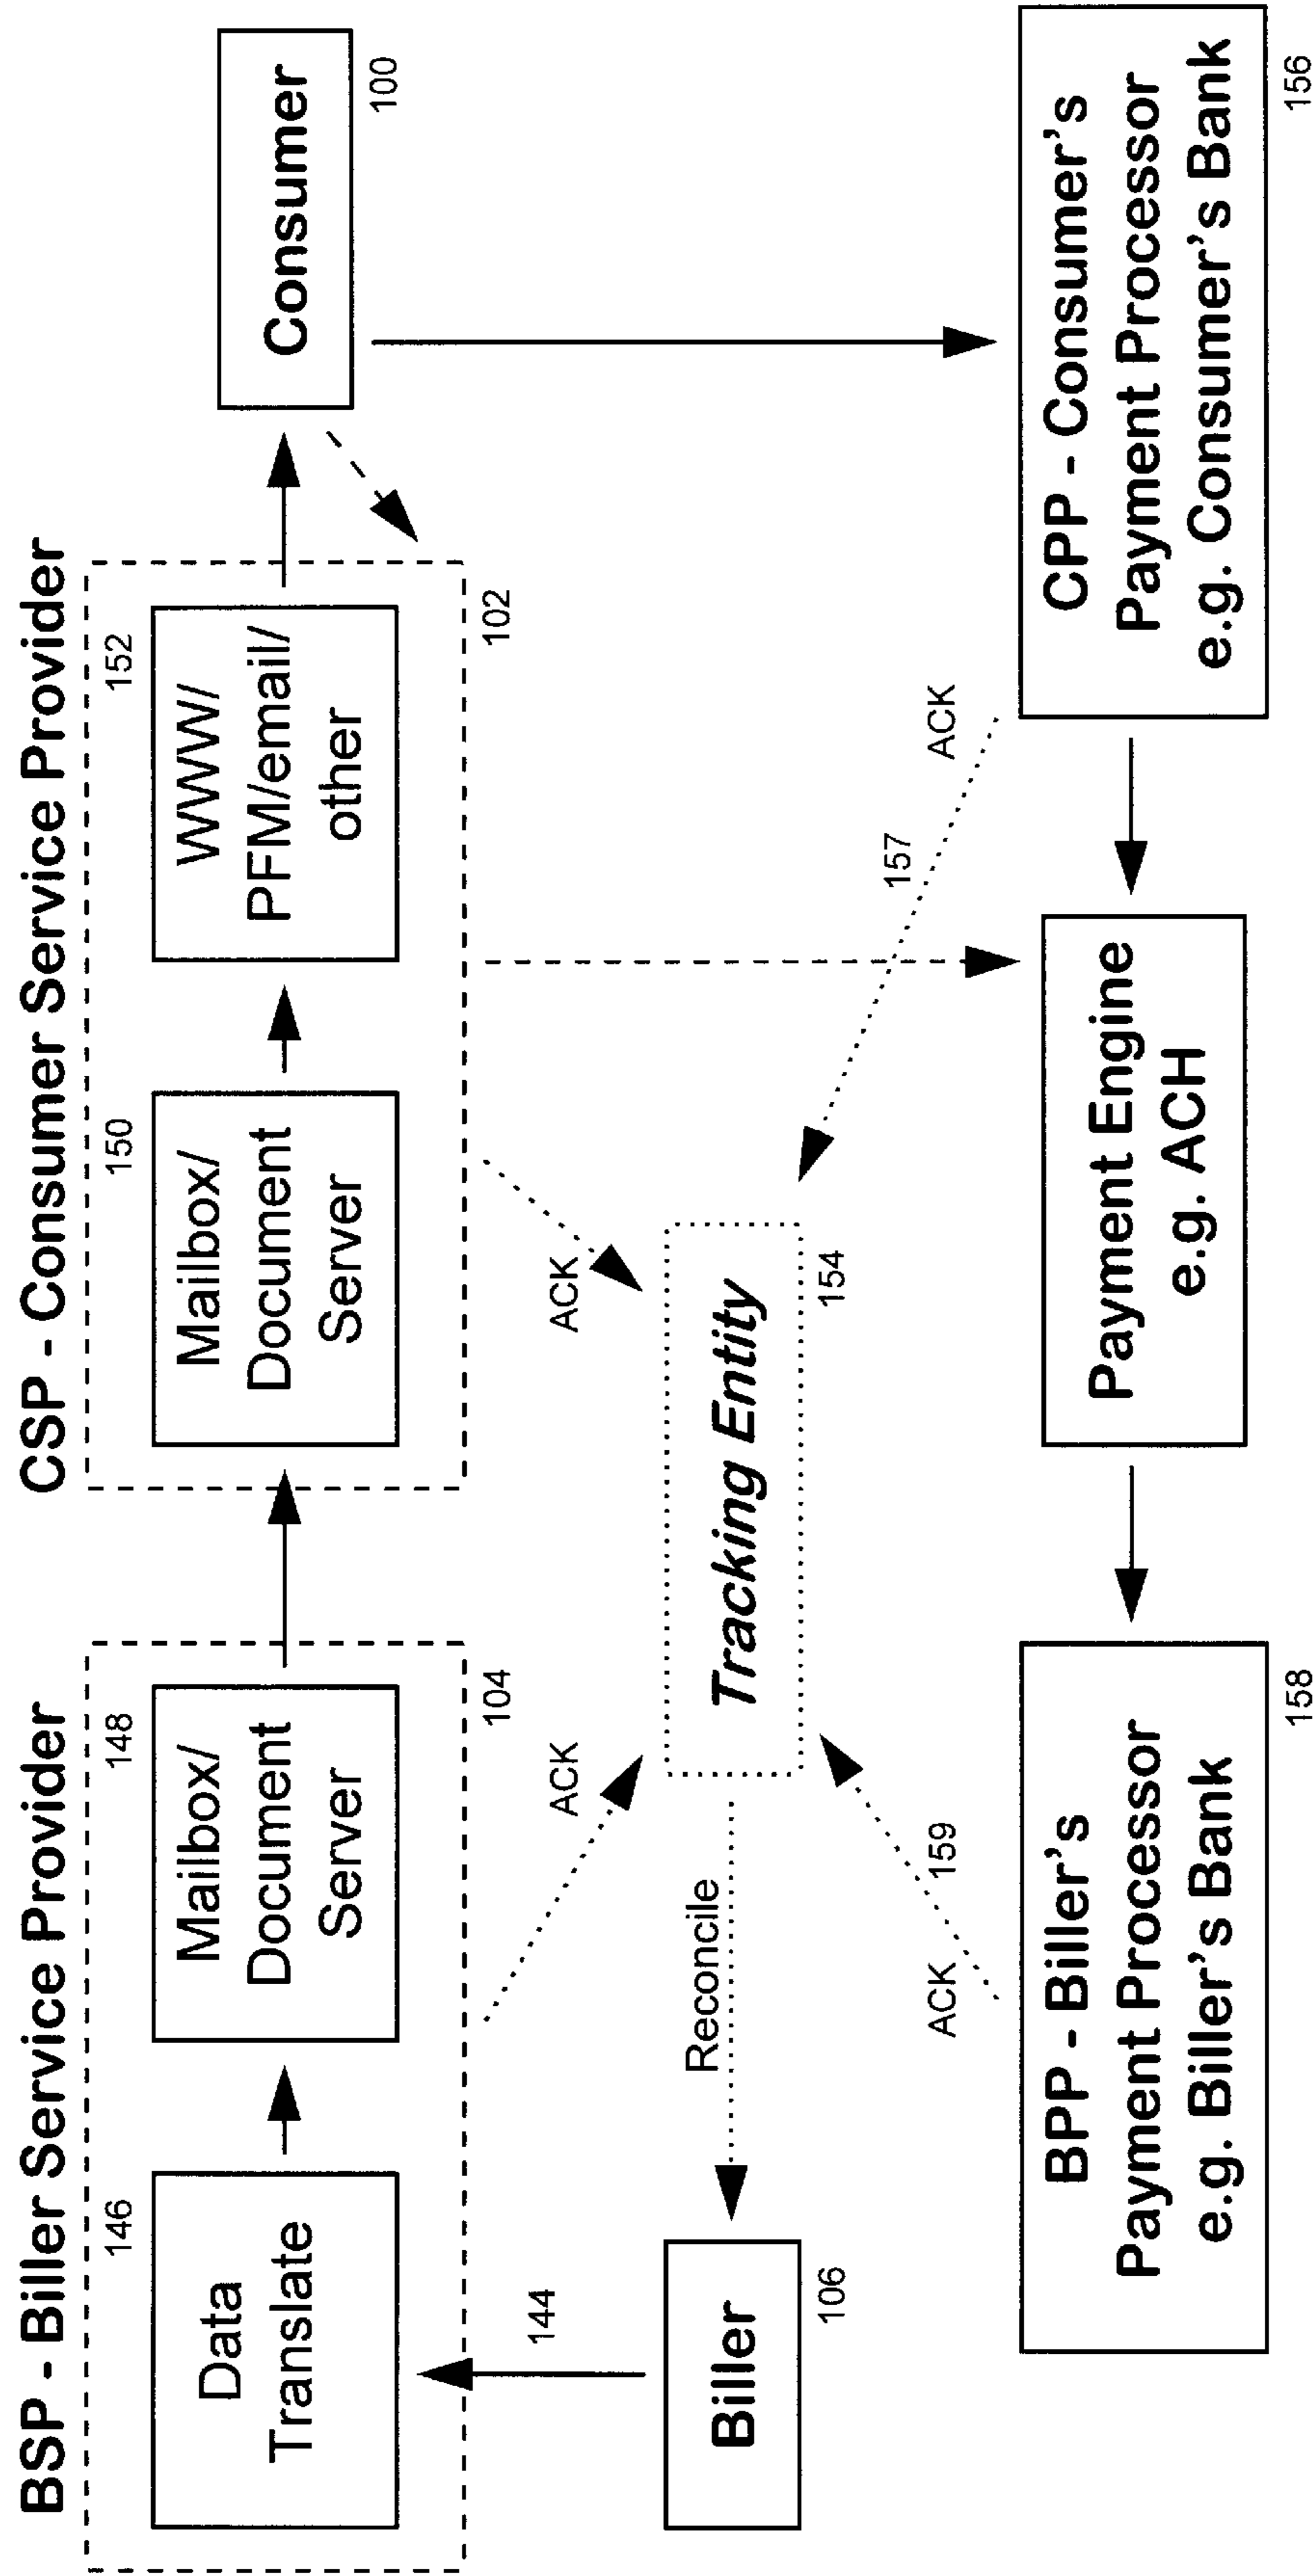 BSP - Biller Service Provider
CSP - Consumer Service Provider
146
Data
Translate
148
Mailbox/
Document
Server
104
150
Mailbox/
Document
Server
152
WWW/
PFM/email/
other
102
Consumer
100
144
ACK
ACK
Biller
106
Reconcile
Tracking Entity
154
157
ACK
ACK
159
BPP - Biller's
Payment Processor
e.g. Biller's Bank
158
Payment Engine
e.g. ACH
CPP - Consumer's
Payment Processor
e.g. Consumer's Bank
156